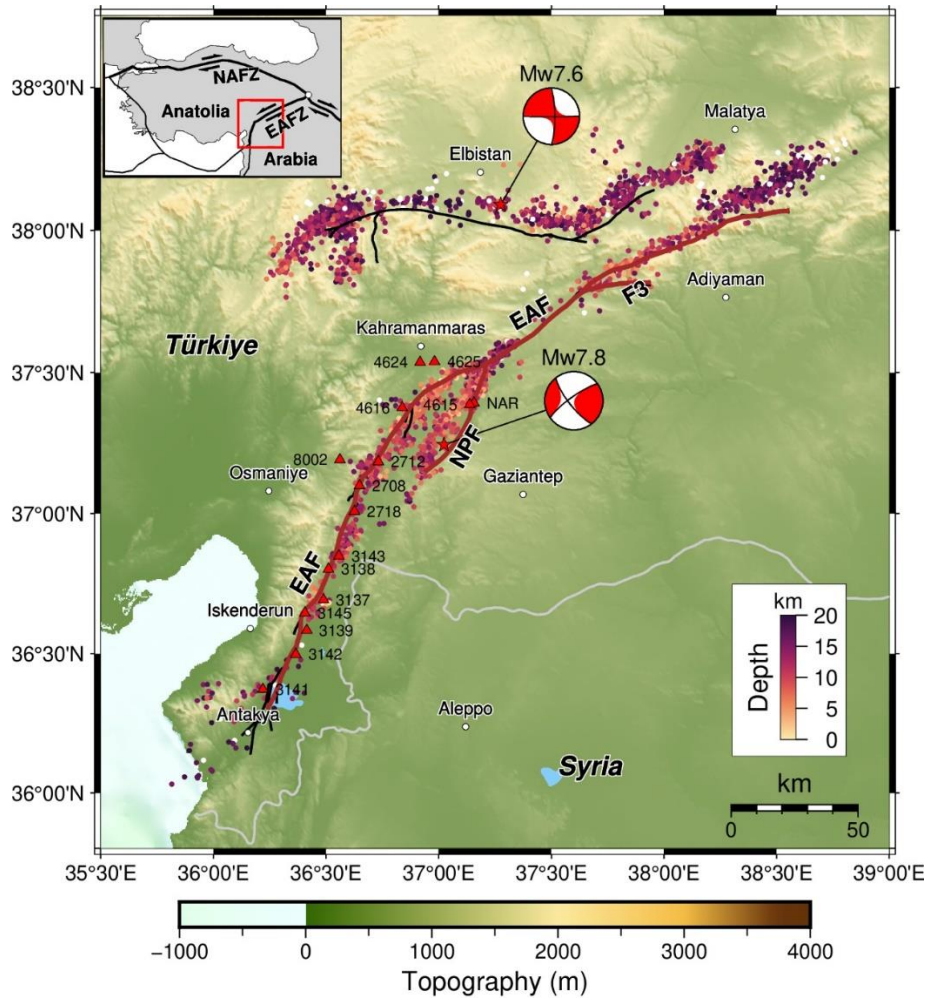 38°30'N
38°00'N
37°30'N
37°00'N
36°30'N
36°00'N
NAFZ
Anatolia
EAFZ
Arabia
Mw7.6
Malatya
Elbistan
Adiyaman
F3
EAF
Kahramanmaras
Türkiye
Mw7.8
4624
4625
4616
4615
NAR
NPF
8002
2712
Osmaniye
Gaziantep
2708
2718
3143
EAF
3138
3137
Iskenderun
3145
3139
3142
3141
Antakya
Aleppo
Syria
km
20
15
10
5
0
Depth
km
0
50
35°30'E
36°00'E
36°30'E
37°00'E
37°30'E
38°00'E
38°30'E
39°00'E
−1000
0
1000
2000
3000
4000
Topography (m)